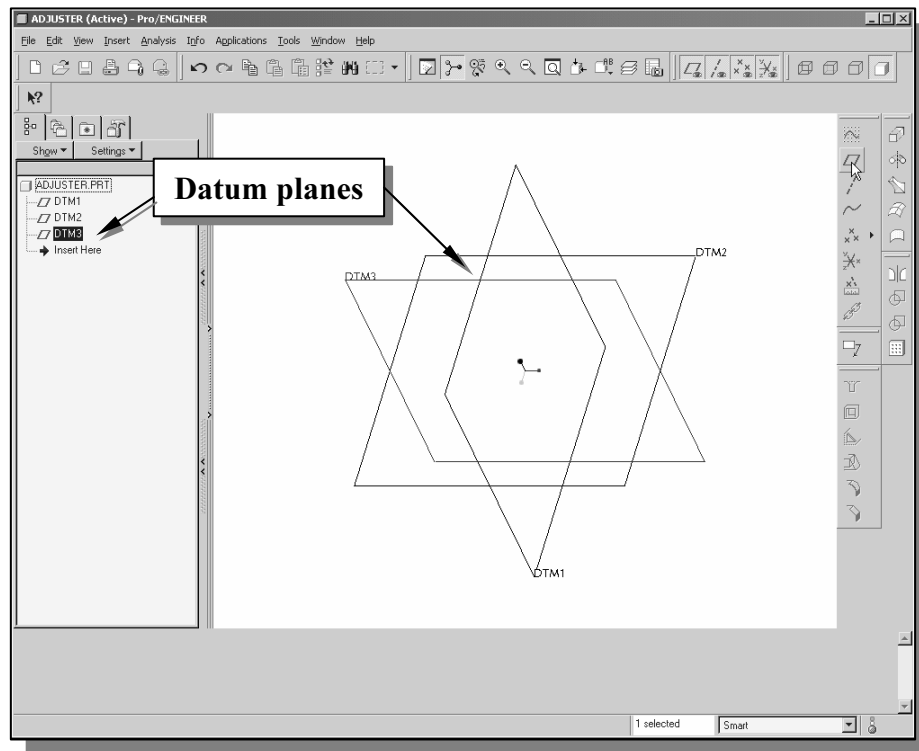 ADJUSTER (Active) - Pro/ENGINEER
File Edit View Insert Analysis Info Applications Tools Window Help
Show Settings
ADJUSTER.PRT
DTM1
DTM2
DTM3
Insert Here
Datum planes
DTM2
DTM3
DTM1
1 selected
Smart